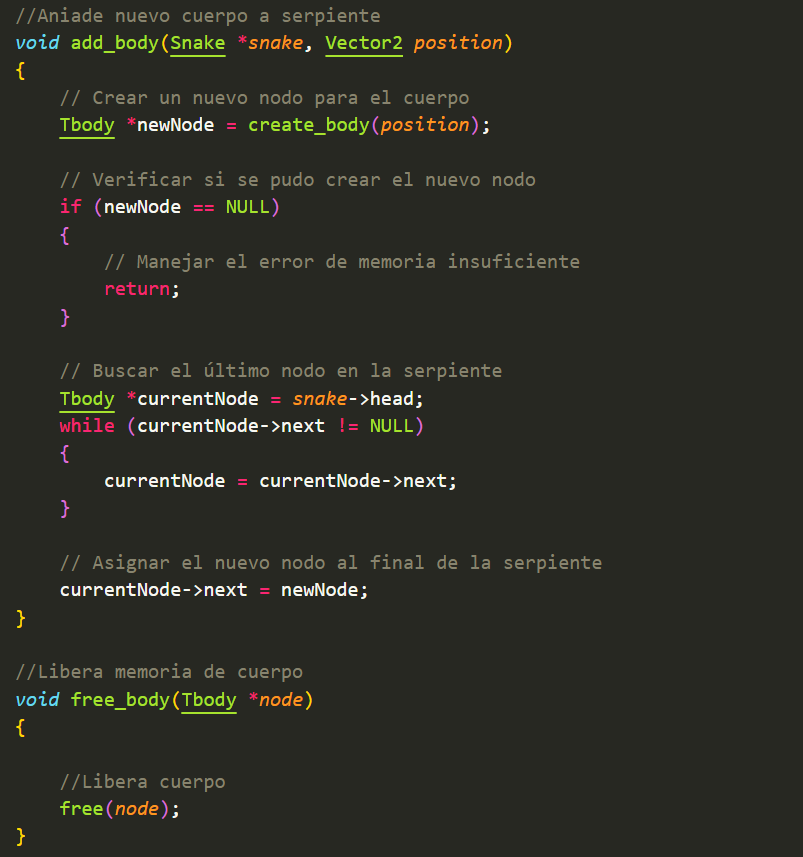 //Aniade nuevo cuerpo a serpiente
void add_body(Snake *snake, Vector2 position)
{
    // Crear un nuevo nodo para el cuerpo
    Tbody *newNode = create_body(position);

    // Verificar si se pudo crear el nuevo nodo
    if (newNode == NULL)
    {
        // Manejar el error de memoria insuficiente
        return;
    }

    // Buscar el último nodo en la serpiente
    Tbody *currentNode = snake->head;
    while (currentNode->next != NULL)
    {
        currentNode = currentNode->next;
    }

    // Asignar el nuevo nodo al final de la serpiente
    currentNode->next = newNode;
}

//Libera memoria de cuerpo
void free_body(Tbody *node)
{

    //Libera cuerpo
    free(node);
}